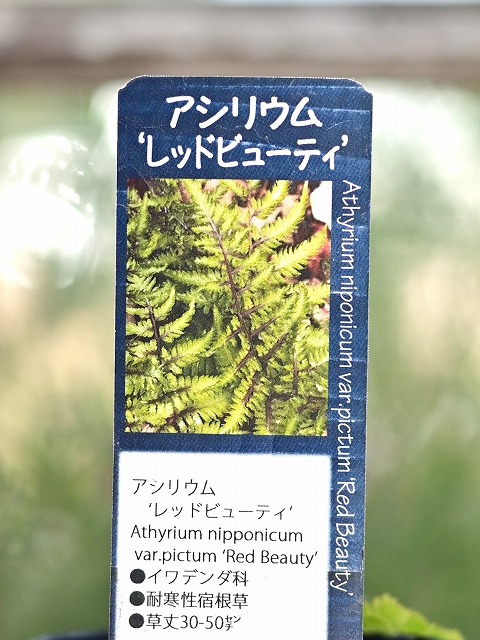 アシリウム
‘レッドビューティ’
Athyrium niponicum var.pictum ‘Red Beauty’
アシリウム
‘レッドビューティ’
Athyrium nipponicum
var.pictum ‘Red Beauty’
●イワデンダ科
●耐寒性宿根草
●草丈30-50㌢